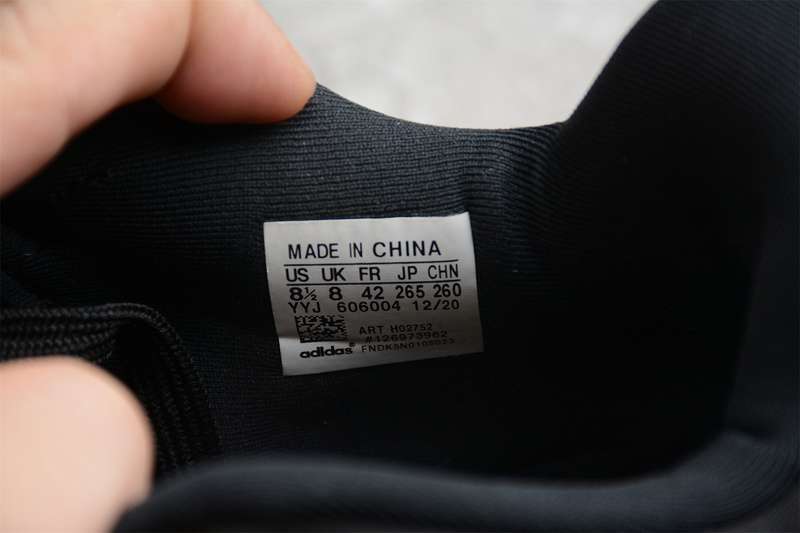 MADE IN CHINA
US UK FR JP CHN
8½ 8 42 265 260
YYJ 606004 12/20
ART H02752
#126973962
adidas®